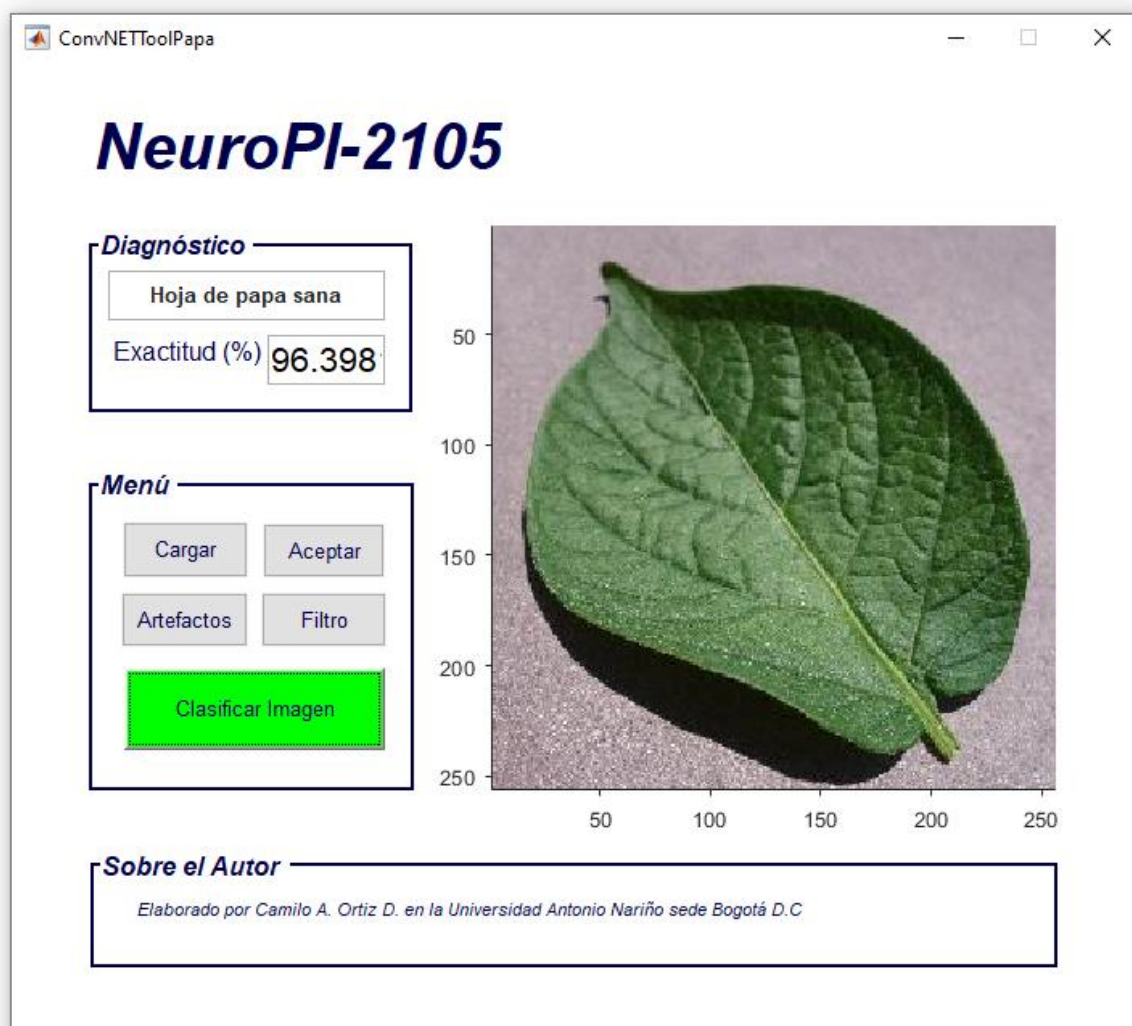 ConvNETToolPapa
NeuroPI-2105
Diagnóstico
Hoja de papa sana
Exactitud (%) 96.398
Menú
Cargar Aceptar
Artefactos Filtro
Clasificar Imagen
50
100
150
200
250
50 100 150 200 250
Sobre el Autor
Elaborado por Camilo A. Ortiz D. en la Universidad Antonio Nariño sede Bogotá D.C